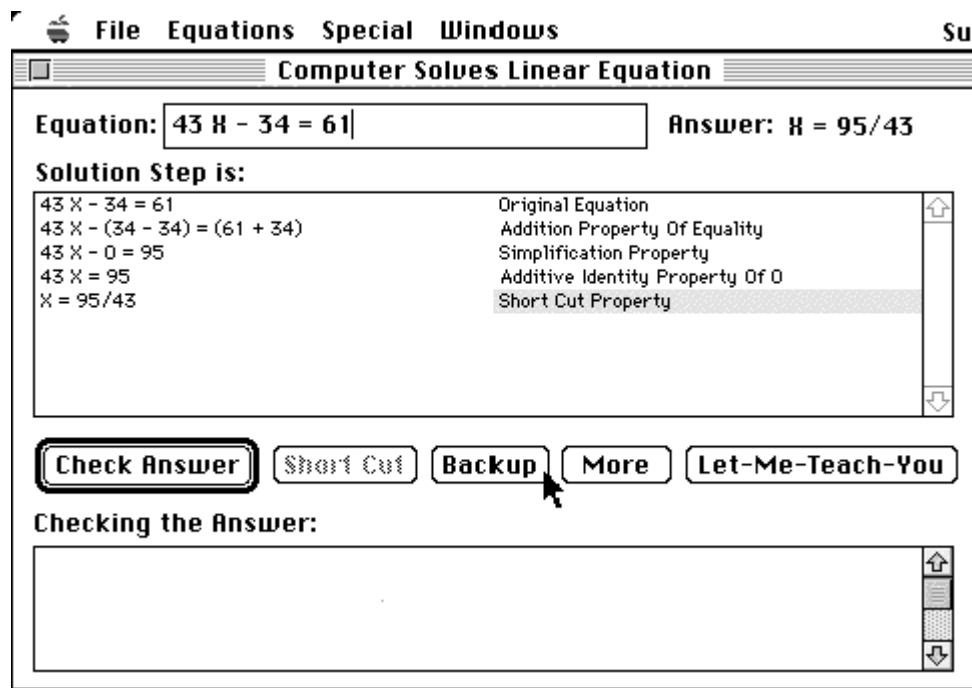 File Equations Special Windows Su
Computer Solves Linear Equation
Equation: 43 X - 34 = 61 Answer: X = 95/43
Solution Step is:
43 X - 34 = 61 Original Equation
43 X - (34 - 34) = (61 + 34) Addition Property Of Equality
43 X - 0 = 95 Simplification Property
43 X = 95 Additive Identity Property Of 0
X = 95/43 Short Cut Property
Check Answer Short Cut Backup More Let-Me-Teach-You
Checking the Answer: